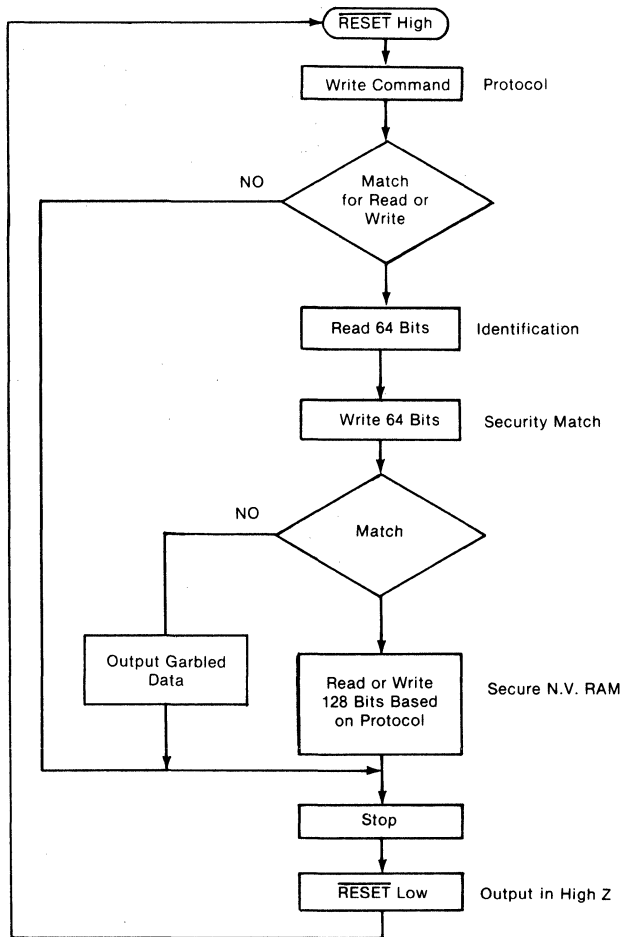 RESET High
Write Command
Protocol
NO
Match
for Read or
Write
Read 64 Bits
Identification
Write 64 Bits
Security Match
NO
Match
Output Garbled
Data
Read or Write
128 Bits Based
on Protocol
Secure N.V. RAM
Stop
RESET Low
Output in High Z